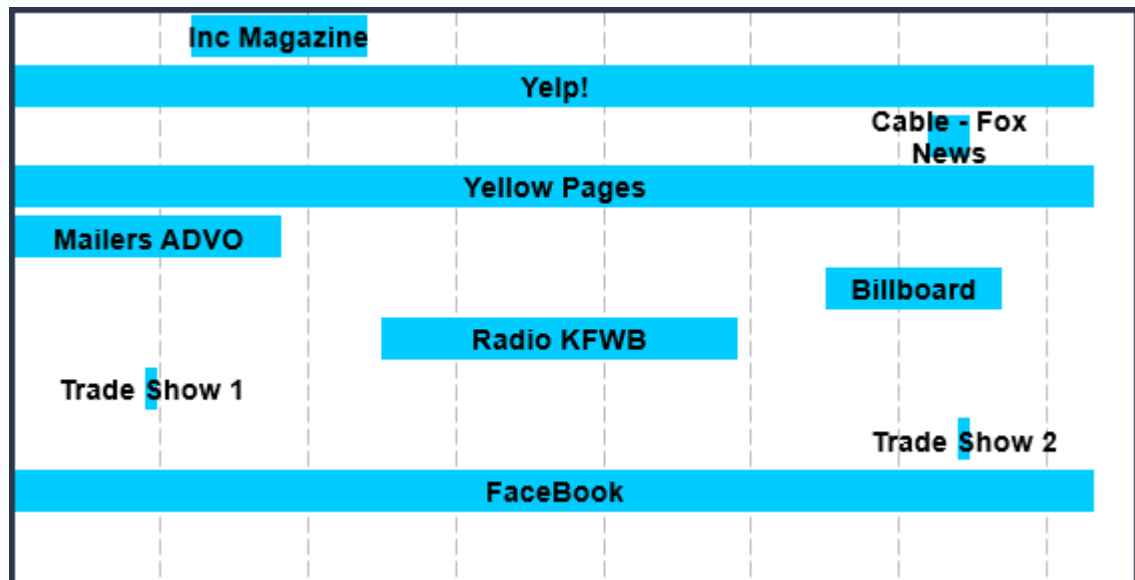 Inc Magazine
Yelp!
Cable - Fox
News
Yellow Pages
Mailers ADVO
Billboard
Radio KFWB
Trade Show 1
Trade Show 2
FaceBook